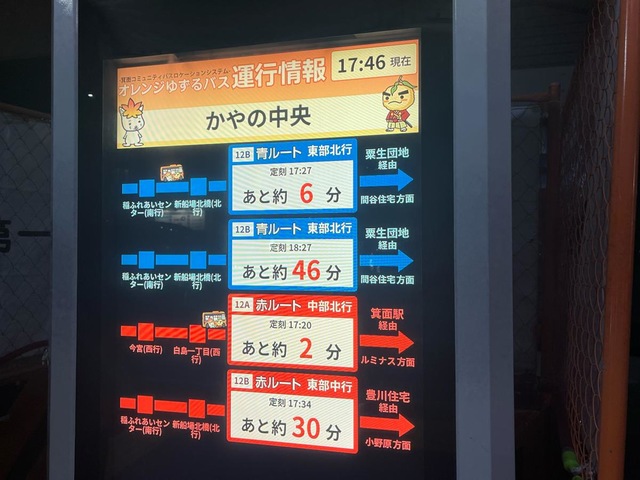 箕面コミュニティバスロケーションシステム
オレンジゆずるバス 運行情報
17:46 現在
かやの中央
12B 青ルート 東部北行
定刻 17:27
あと約 6 分
稲ふれあいセンター(南行)
新船場北橋(北行)
粟生団地
経由
間谷住宅方面
12B 青ルート 東部北行
定刻 18:27
あと約 46 分
稲ふれあいセンター(南行)
新船場北橋(北行)
粟生団地
経由
間谷住宅方面
12A 赤ルート 中部北行
定刻 17:20
あと約 2 分
今宮(西行)
白島一丁目(西行)
箕面駅
経由
ルミナス方面
12B 赤ルート 東部中行
定刻 17:34
あと約 30 分
稲ふれあいセンター(南行)
新船場北橋(北行)
豊川住宅
経由
小野原方面